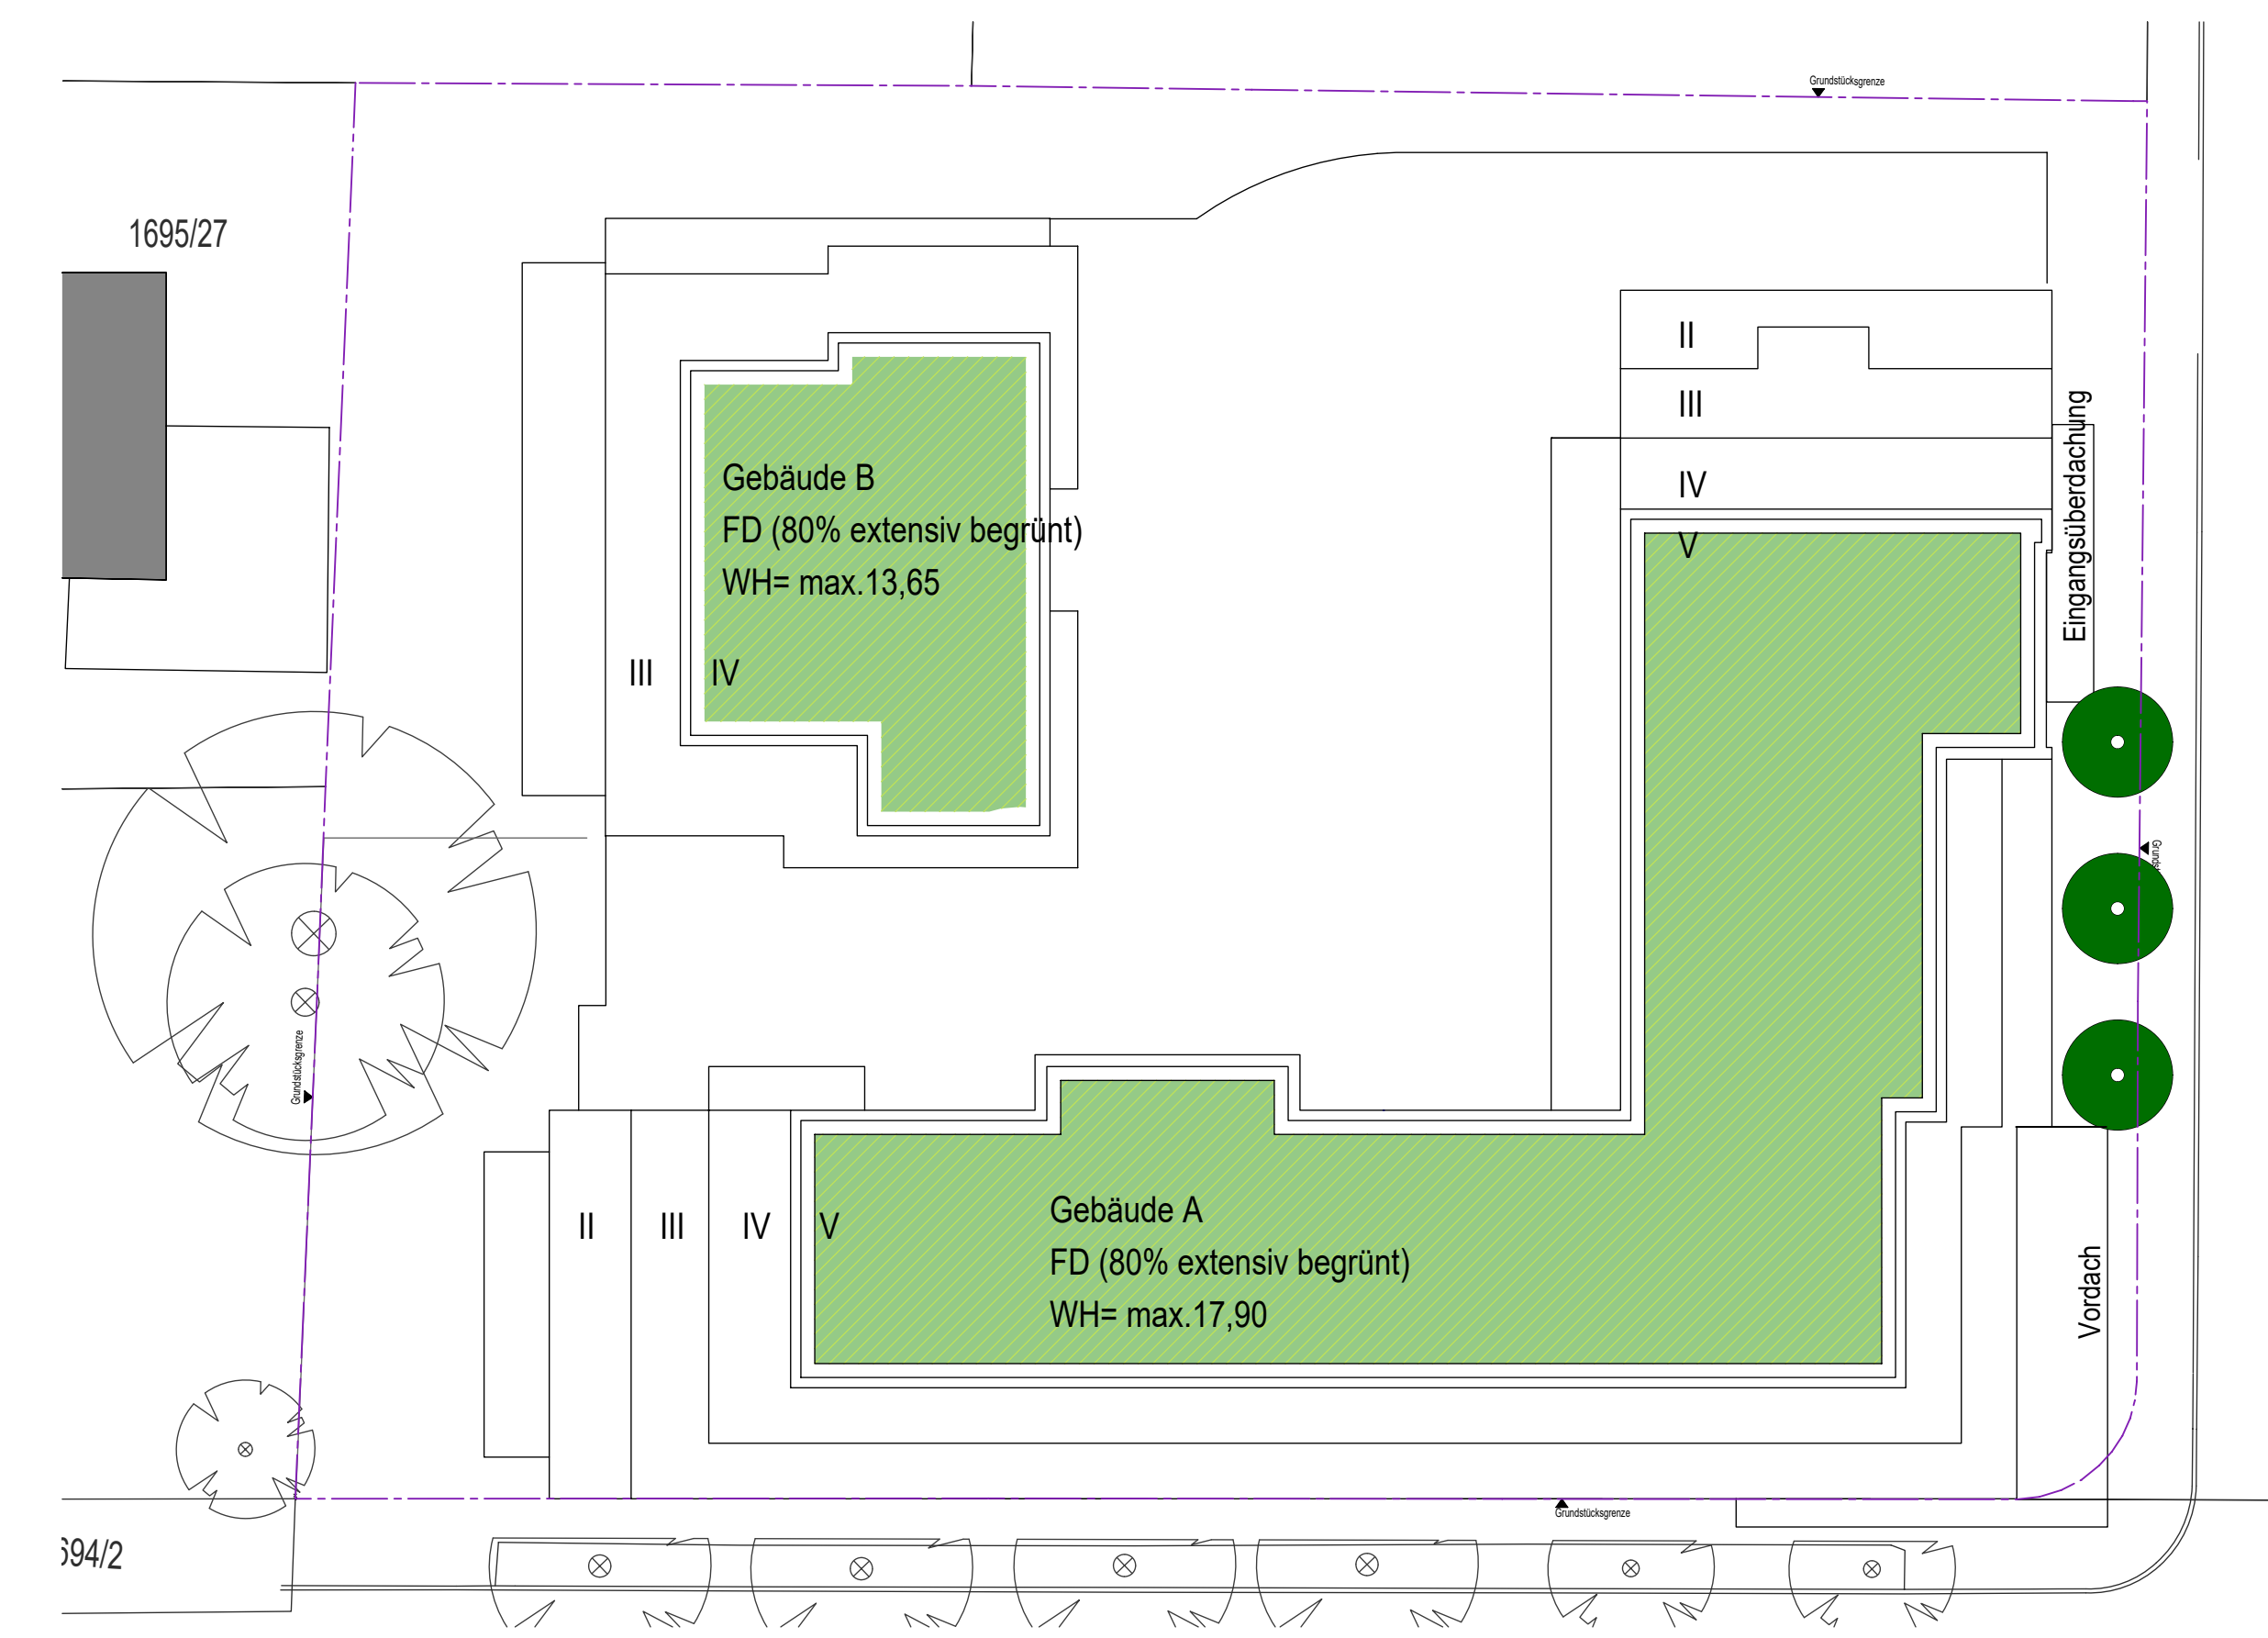 Grundstücksgrenze
1695/27
II
III
IV
V
Eingangsüberdachung
Gebäude B
FD (80% extensiv begrünt)
WH= max.13,65
III
IV
Grundstücksgrenze
II
III
IV
V
Gebäude A
FD (80% extensiv begrünt)
WH= max.17,90
Vordach
Grundstücksgrenze
694/2